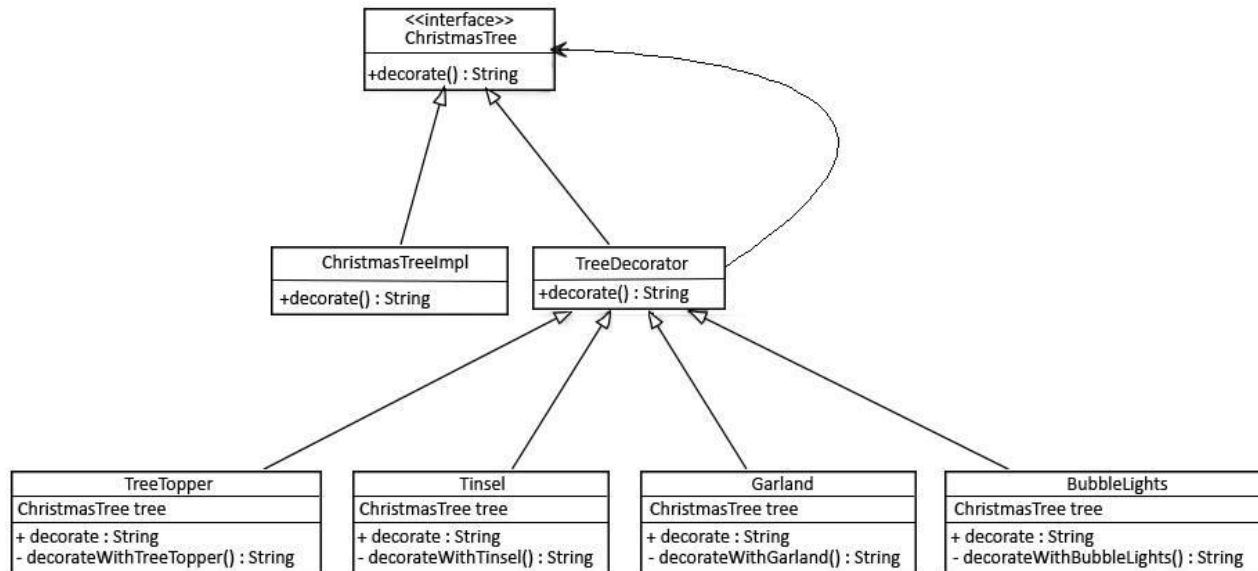 <<interface>>
ChristmasTree
+decorate() : String
ChristmasTreeImpl
+decorate() : String
TreeDecorator
+decorate() : String
TreeTopper
ChristmasTree tree
+ decorate : String
- decorateWithTreeTopper() : String
Tinsel
ChristmasTree tree
+ decorate : String
- decorateWithTinsel() : String
Garland
ChristmasTree tree
+ decorate : String
- decorateWithGarland() : String
BubbleLights
ChristmasTree tree
+ decorate : String
- decorateWithBubbleLights() : String